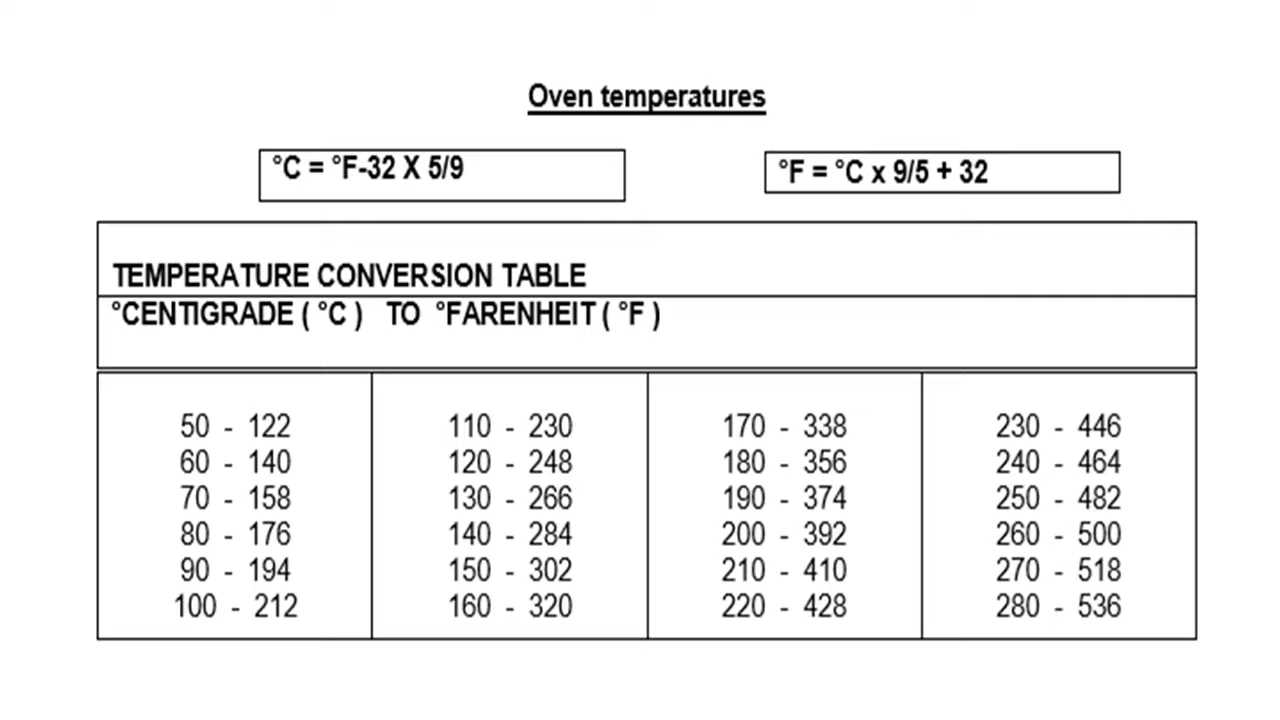 Oven temperatures
°C = °F-32 X 5/9
°F = °C x 9/5 + 32
TEMPERATURE CONVERSION TABLE
°CENTIGRADE ( °C ) TO °FARENHEIT ( °F )
50 - 122
60 - 140
70 - 158
80 - 176
90 - 194
100 - 212
110 - 230
120 - 248
130 - 266
140 - 284
150 - 302
160 - 320
170 - 338
180 - 356
190 - 374
200 - 392
210 - 410
220 - 428
230 - 446
240 - 464
250 - 482
260 - 500
270 - 518
280 - 536